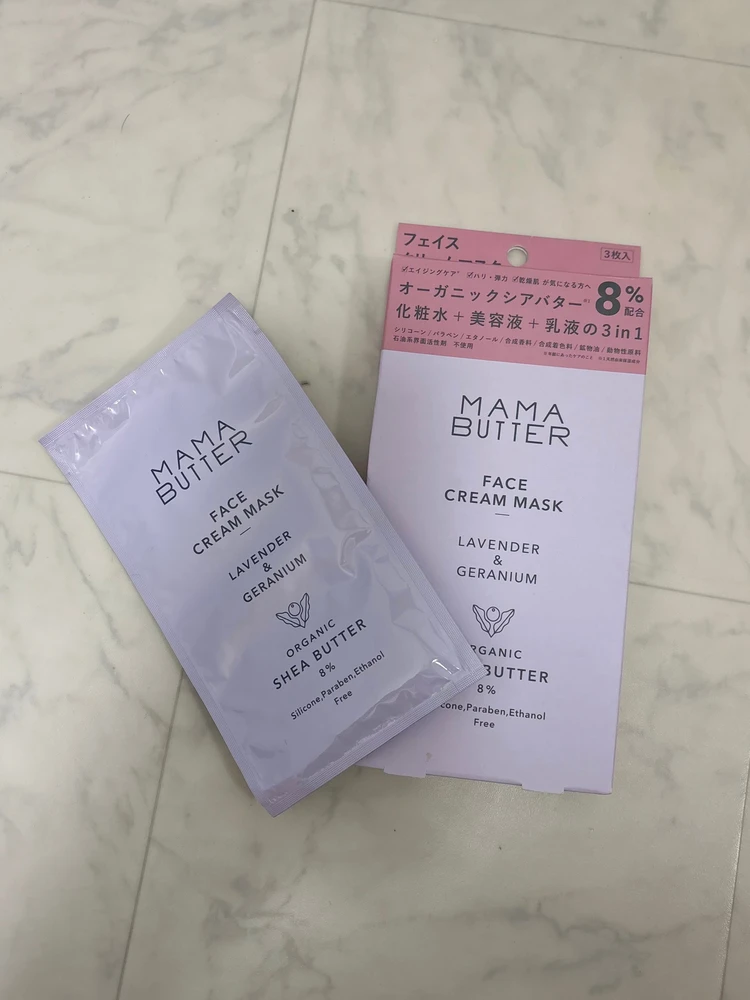 MAMA
BUTTER
FACE
CREAM MASK
LAVENDER
&
GERANIUM
ORGANIC
SHEA BUTTER
8%
Silicone,Paraben,Ethanol
Free
フェイス
3枚入
エイジングケア ハリ・弾力 乾燥肌 が気になる方へ
オーガニックシアバター 8%配合
化粧水+美容液+乳液の3in1
シリコーン/パラベン/エタノール/合成香料/合成着色料/鉱物油/動物性原料
石油系界面活性剤 不使用
MAMA
BUTTER
FACE
CREAM MASK
LAVENDER
&
GERANIUM
RGANIC
BUTTER
8%
cone,Paraben,Ethanol
Free